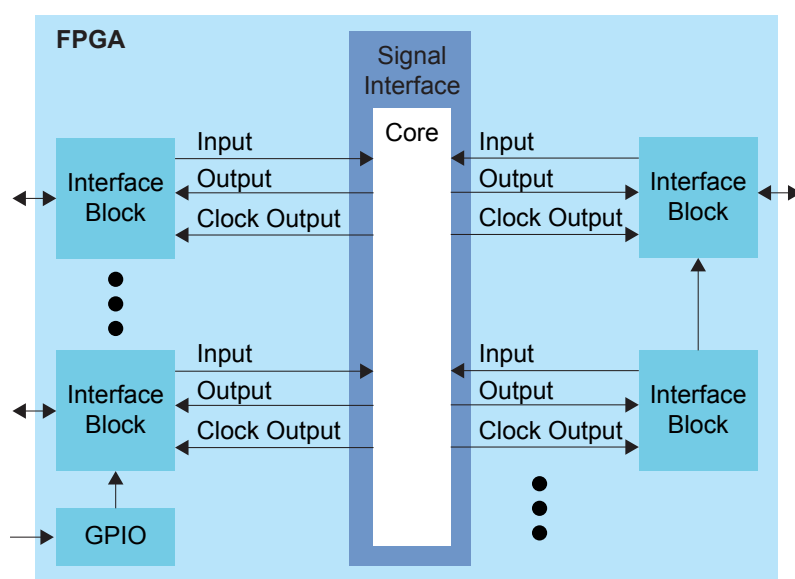 FPGA
Signal
Interface
Core
Input
Output
Clock Output
Interface
Block
Input
Output
Clock Output
Interface
Block
Input
Output
Clock Output
Interface
Block
Input
Output
Clock Output
Interface
Block
GPIO